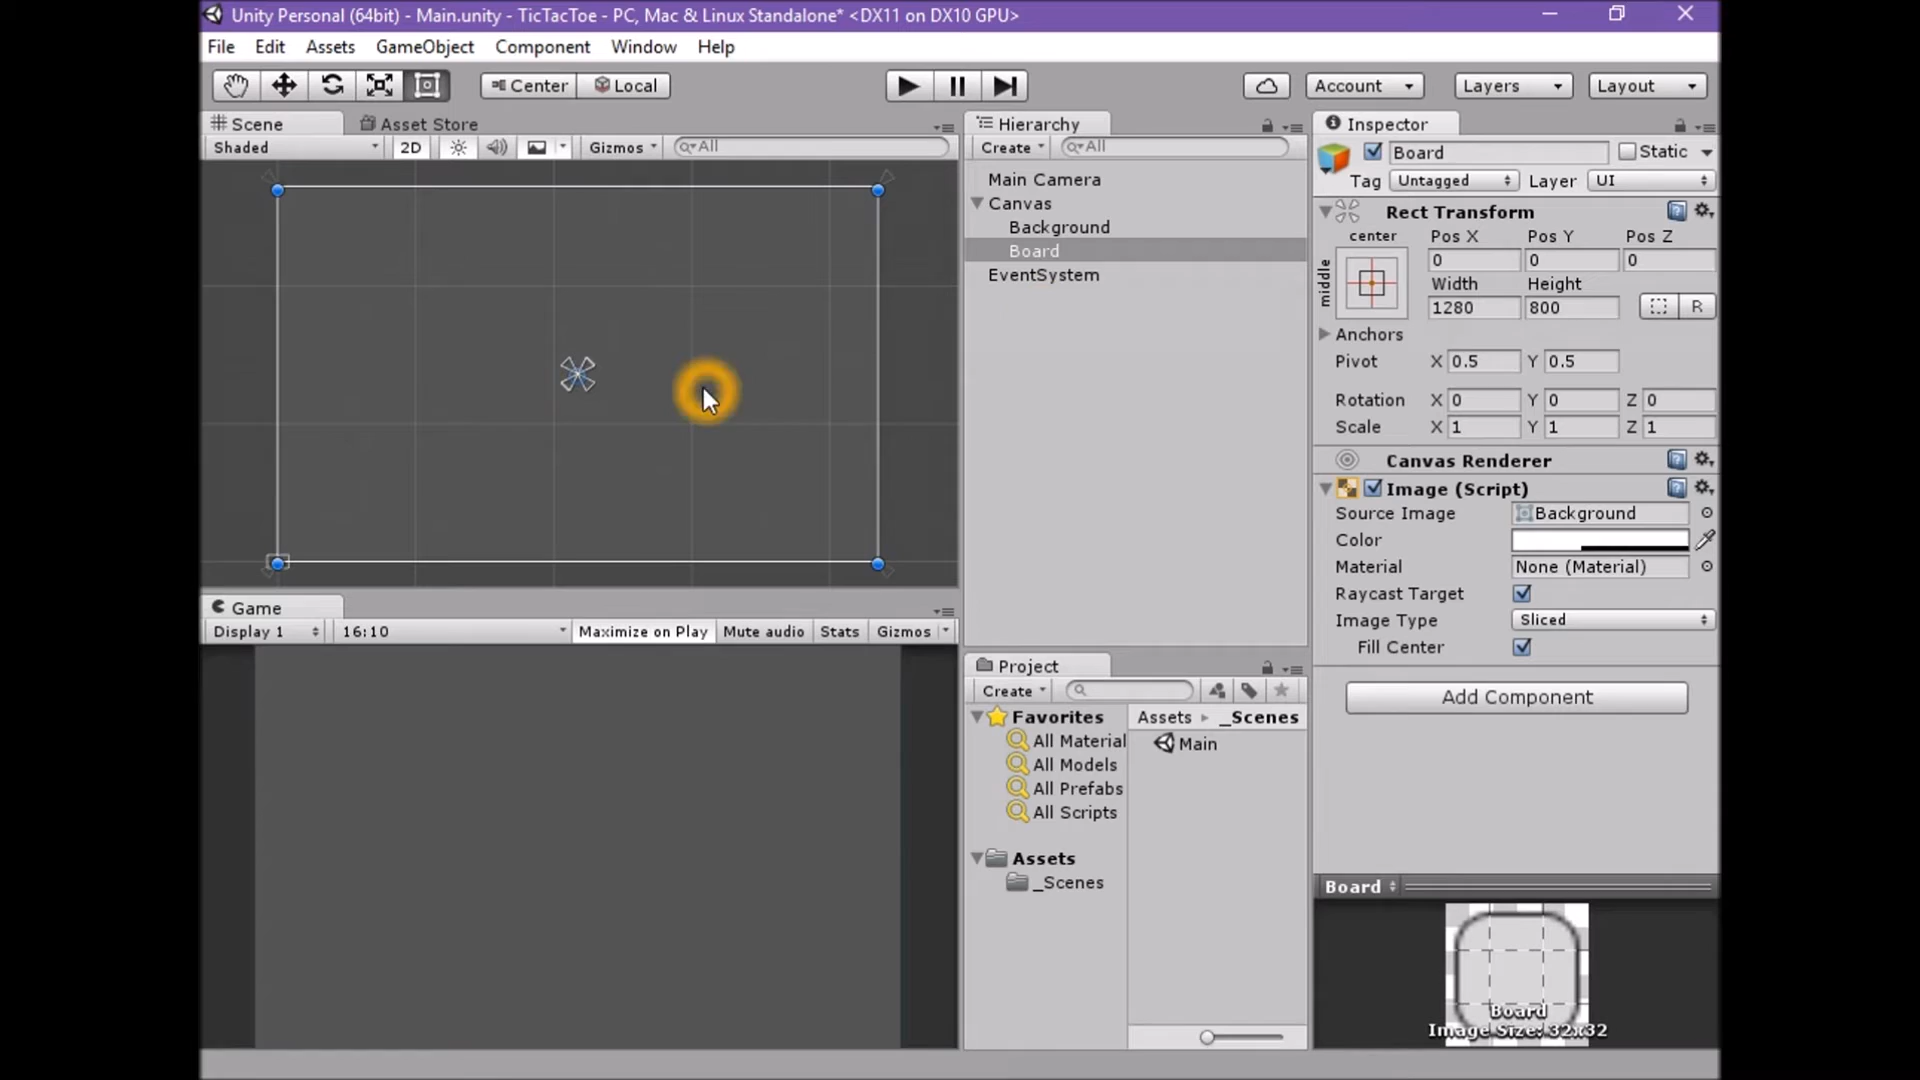 Unity Personal (64bit) - Main.unity - TicTacToe - PC, Mac & Linux Standalone* <DX11 on DX10 GPU>
File Edit Assets GameObject Component Window Help
Center Local Account Layers Layout
Scene Asset Store
Shaded 2D Gizmos All
Game
Display 1 16:10 Maximize on Play Mute audio Stats Gizmos
Hierarchy
Create All
Main Camera
Canvas
Background
Board
EventSystem
Project
Create
Favorites
All Material
All Models
All Prefabs
All Scripts
Assets
_Scenes
Assets _Scenes
Main
Inspector
Board Static
Tag Untagged Layer UI
Rect Transform
center Pos X Pos Y Pos Z
middle
0 0 0
Width Height
1280 800 R
Anchors
Pivot X 0.5 Y 0.5
Rotation X 0 Y 0 Z 0
Scale X 1 Y 1 Z 1
Canvas Renderer
Image (Script)
Source Image Background
Color
Material None (Material)
Raycast Target
Image Type Sliced
Fill Center
Add Component
Board
Board
Image Size: 32x32